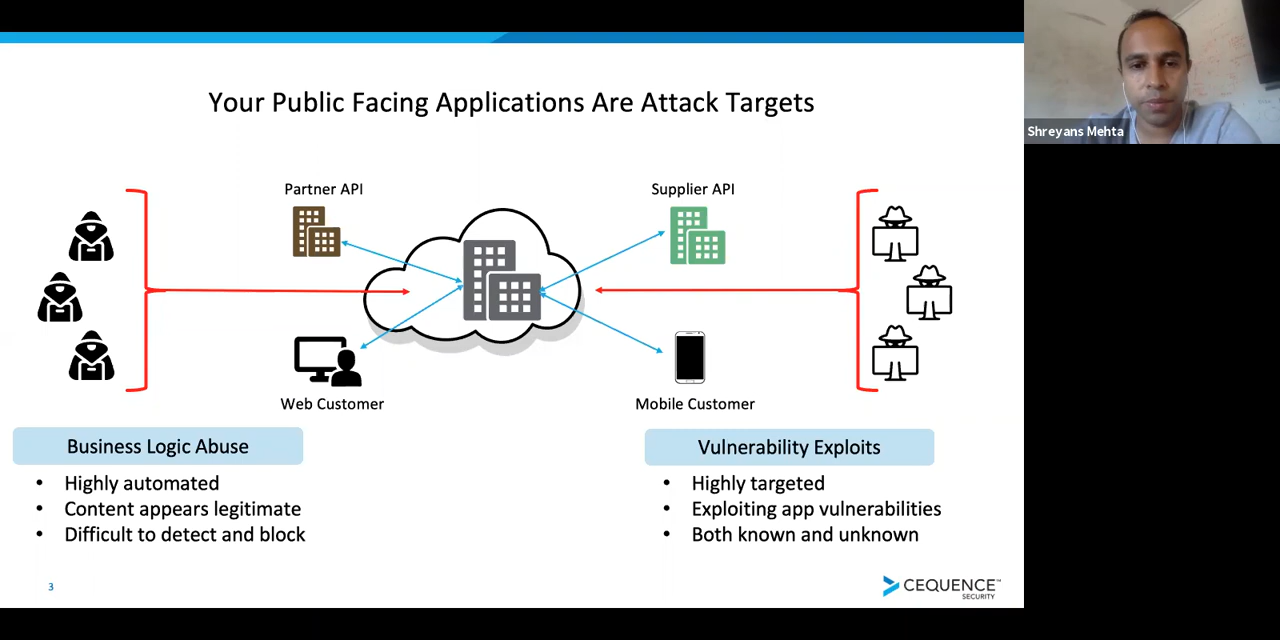 Your Public Facing Applications Are Attack Targets
Shreyans Mehta
Partner API
Supplier API
Web Customer
Mobile Customer
Business Logic Abuse
• Highly automated
• Content appears legitimate
• Difficult to detect and block
Vulnerability Exploits
• Highly targeted
• Exploiting app vulnerabilities
• Both known and unknown
3
CEQUENCE™
SECURITY